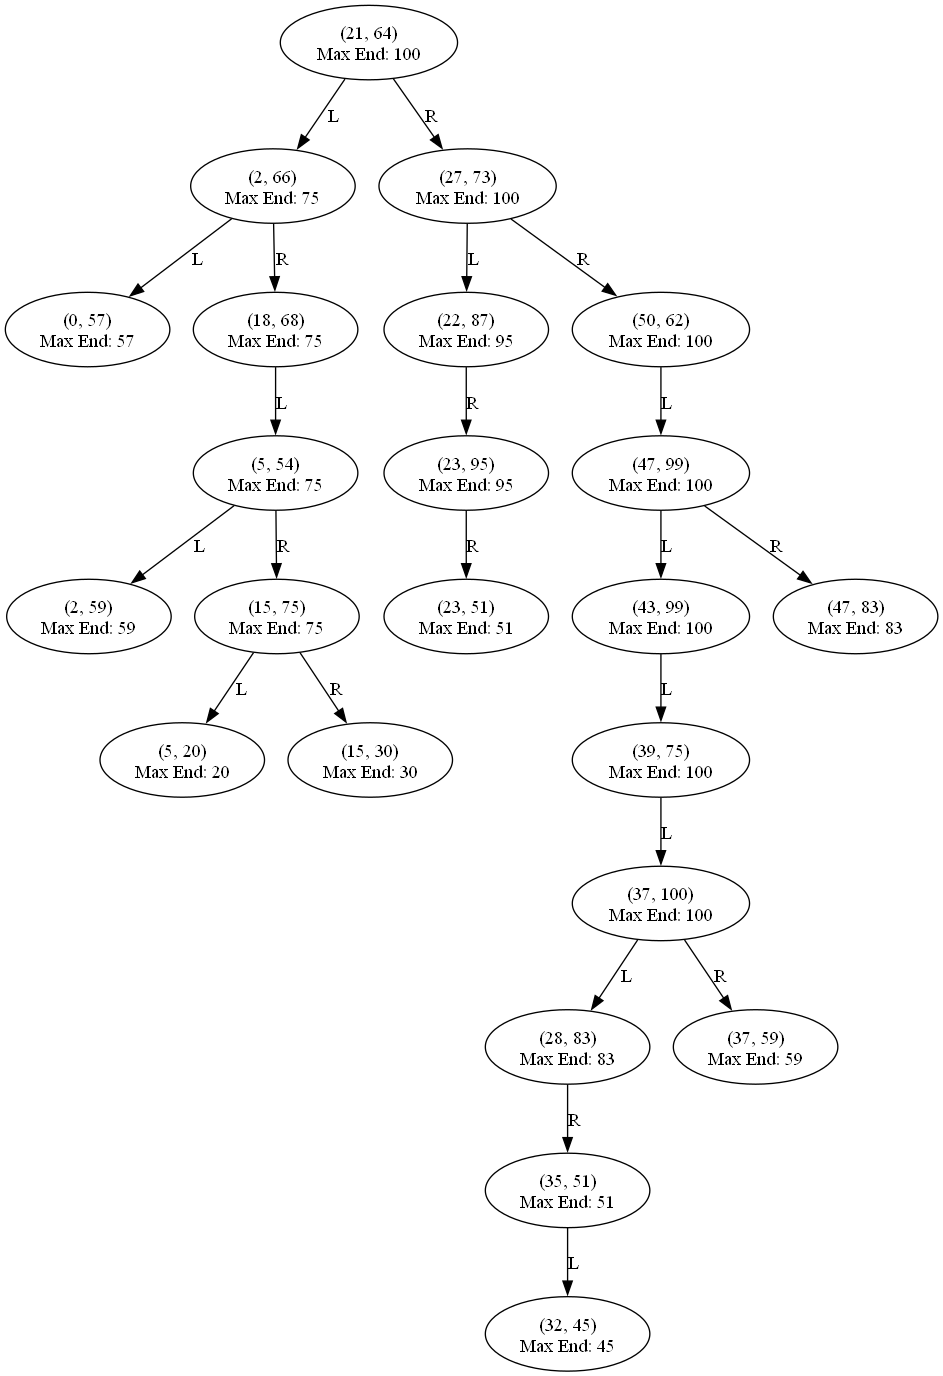 (21, 64)
Max End: 100
L
R
(2, 66)
Max End: 75
(27, 73)
Max End: 100
L
R
L
R
(0, 57)
Max End: 57
(18, 68)
Max End: 75
(22, 87)
Max End: 95
(50, 62)
Max End: 100
L
R
L
(5, 54)
Max End: 75
(23, 95)
Max End: 95
(47, 99)
Max End: 100
L
R
R
L
R
(2, 59)
Max End: 59
(15, 75)
Max End: 75
(23, 51)
Max End: 51
(43, 99)
Max End: 100
(47, 83)
Max End: 83
L
R
L
(5, 20)
Max End: 20
(15, 30)
Max End: 30
(39, 75)
Max End: 100
L
(37, 100)
Max End: 100
L
R
(28, 83)
Max End: 83
(37, 59)
Max End: 59
R
(35, 51)
Max End: 51
L
(32, 45)
Max End: 45